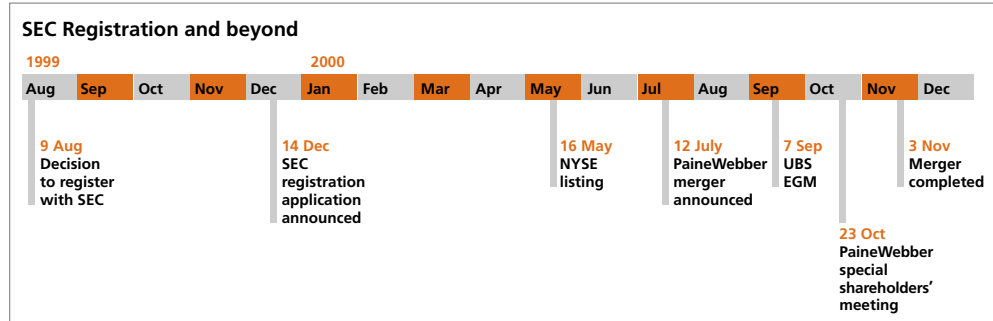 SEC Registration and beyond
1999 2000
Aug Sep Oct Nov Dec Jan Feb Mar Apr May Jun Jul Aug Sep Oct Nov Dec
9 Aug
Decision
to register
with SEC
14 Dec
SEC
registration
application
announced
16 May
NYSE
listing
12 July
PaineWebber
merger
announced
7 Sep
UBS
EGM
23 Oct
PaineWebber
special
shareholders’
meeting
3 Nov
Merger
completed